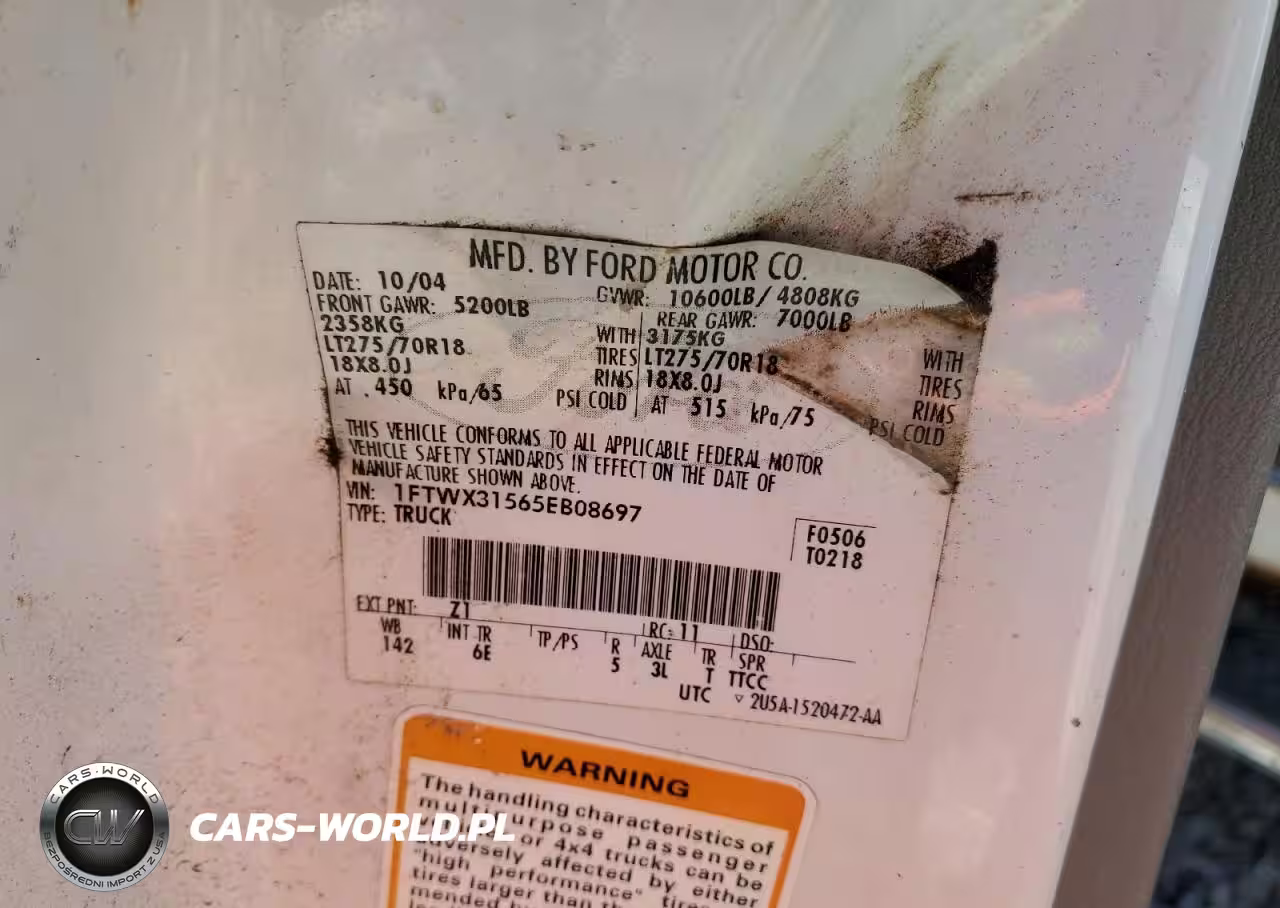 MFD. BY FORD MOTOR CO.
DATE: 10/04 GVWR: 10600LB/ 4808KG
FRONT GAWR: 5200LB REAR GAWR: 7000LB
2358KG WITH 3175KG WITH
LT275/70R18 TIRES LT275/70R18 TIRES
18X8.0J RIMS 18X8.0J RIMS
AT 450 kPa/65 PSI COLD AT 515 kPa/75 PSI COLD
THIS VEHICLE CONFORMS TO ALL APPLICABLE FEDERAL MOTOR
VEHICLE SAFETY STANDARDS IN EFFECT ON THE DATE OF
MANUFACTURE SHOWN ABOVE.
VIN: 1FTWX31565EB08697
TYPE: TRUCK
F0506
T0218
EXT PNT: Z1 RC: 11 DSO:
WB INT TR TP/PS R AXLE TR SPR
142 6E 5 3L T TTCC
UTC ▽ 2U5A-1520472-AA
WARNING
The handling characteristics of
multipurpose passenger
or 4x4 trucks can be
adversely affected by either
"high performance" tires
tires larger than
CARS-WORLD
CW
BEZPOŚREDNI IMPORT Z USA
CARS-WORLD.PL